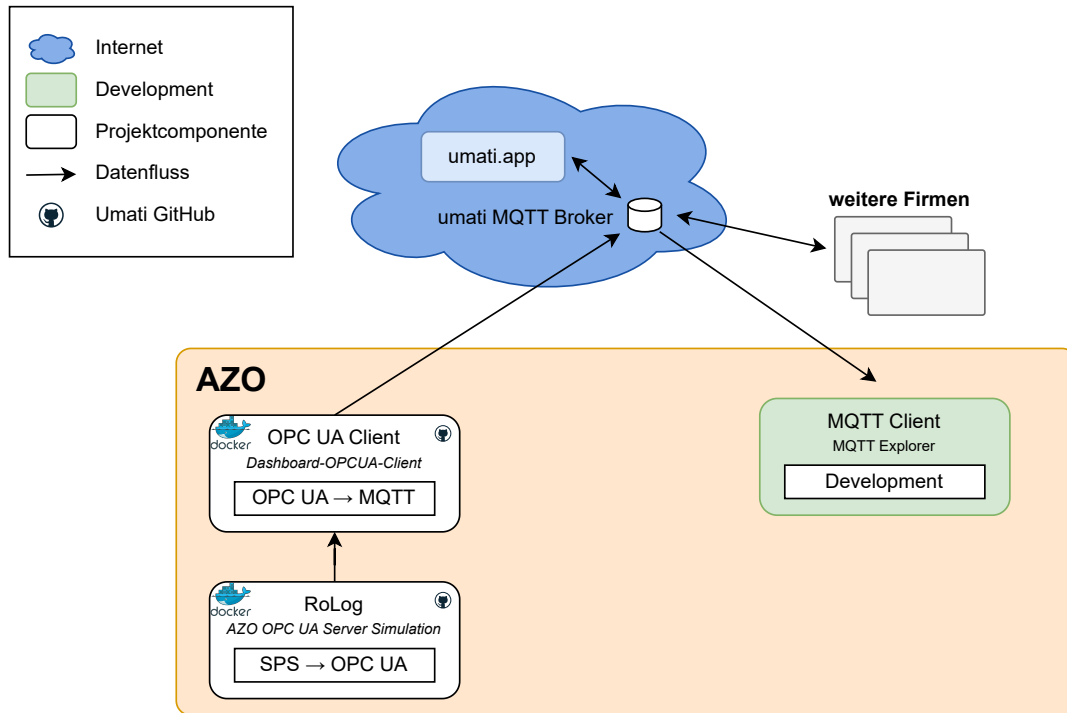 Internet
Development
Projektcomponente
Datenfluss
Umati GitHub
umati.app
umati MQTT Broker
weitere Firmen
AZO
docker
OPC UA Client
Dashboard-OPCUA-Client
OPC UA → MQTT
MQTT Client
MQTT Explorer
Development
docker
RoLog
AZO OPC UA Server Simulation
SPS → OPC UA